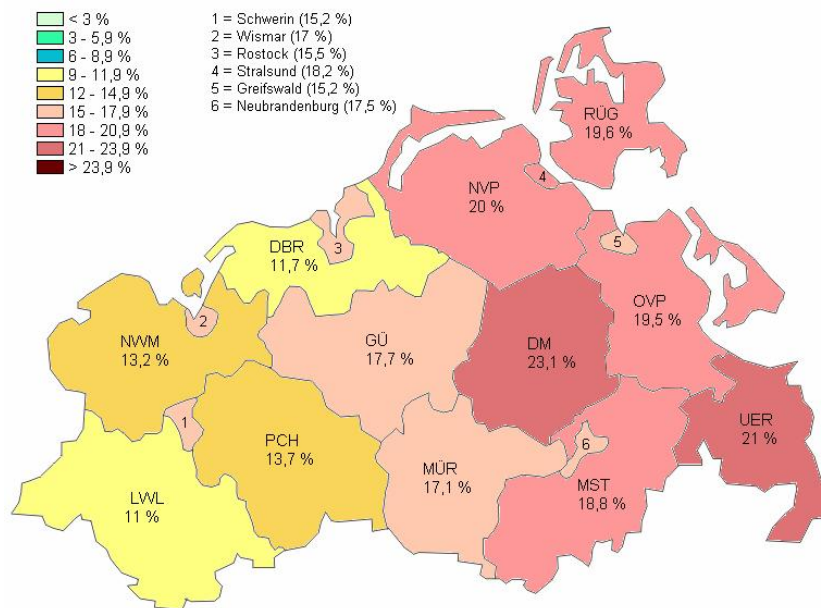 < 3 %
3 - 5,9 %
6 - 8,9 %
9 - 11,9 %
12 - 14,9 %
15 - 17,9 %
18 - 20,9 %
21 - 23,9 %
> 23,9 %
1 = Schwerin (15,2 %)
2 = Wismar (17 %)
3 = Rostock (15,5 %)
4 = Stralsund (18,2 %)
5 = Greifswald (15,2 %)
6 = Neubrandenburg (17,5 %)
RÜG
19,6 %
NVP
20 %
4
DBR
11,7 %
3
5
OVP
19,5 %
NWM
13,2 %
2
GÜ
17,7 %
DM
23,1 %
UER
21 %
1
PCH
13,7 %
MÜR
17,1 %
6
MST
18,8 %
LWL
11 %